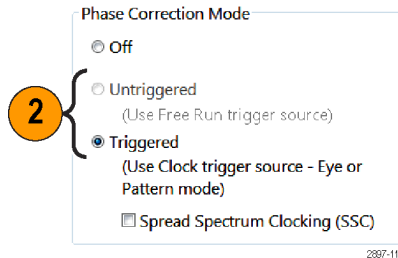 Phase Correction Mode
Off
Untriggered
(Use Free Run trigger source)
2
Triggered
(Use Clock trigger source - Eye or
Pattern mode)
Spread Spectrum Clocking (SSC)
2897-11